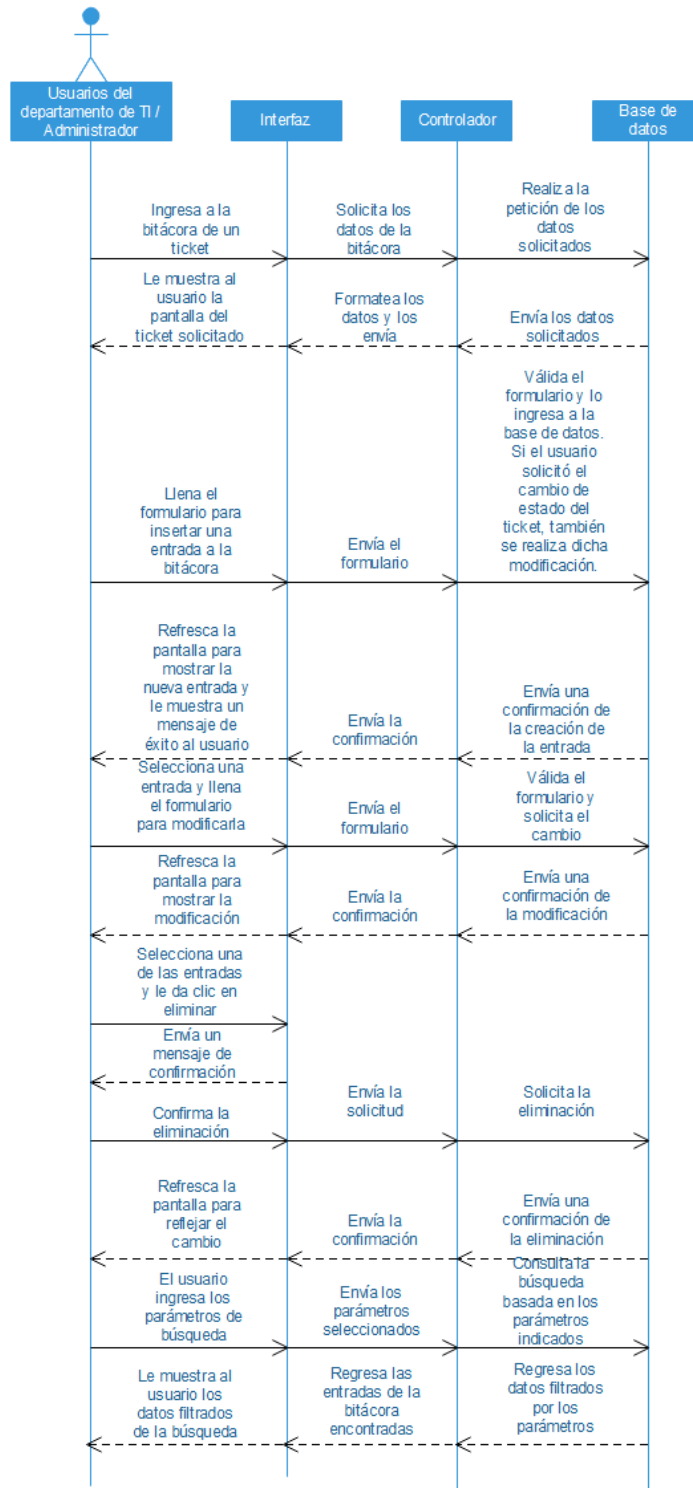 Usuarios del
departamento de TI /
Administrador
Interfaz
Controlador
Base de
datos
Ingresa a la
bitácora de un
ticket
Solicita los
datos de la
bitácora
Realiza la
petición de los
datos
solicitados
Le muestra al
usuario la
pantalla del
ticket solicitado
Formatea los
datos y los
envía
Envía los datos
solicitados
Llena el
formulario para
insertar una
entrada a la
bitácora
Envía el
formulario
Válida el
formulario y lo
ingresa a la
base de datos.
Si el usuario
solicitó el
cambio de
estado del
ticket, también
se realiza dicha
modificación.
Refresca la
pantalla para
mostrar la
nueva entrada y
le muestra un
mensaje de
éxito al usuario
Envía la
confirmación
Envía una
confirmación de
la creación de
la entrada
Selecciona una
entrada y llena
el formulario
para modificarla
Envía el
formulario
Válida el
formulario y
solicita el
cambio
Refresca la
pantalla para
mostrar la
modificación
Envía la
confirmación
Envía una
confirmación de
la modificación
Selecciona una
de las entradas
y le da clic en
eliminar
Envía un
mensaje de
confirmación
Confirma la
eliminación
Envía la
solicitud
Solicita la
eliminación
Refresca la
pantalla para
reflejar el
cambio
Envía la
confirmación
Envía una
confirmación de
la eliminación
El usuario
ingresa los
parámetros de
búsqueda
Envía los
parámetros
seleccionados
Consulta la
búsqueda
basada en los
parámetros
indicados
Le muestra al
usuario los
datos filtrados
de la búsqueda
Regresa las
entradas de la
bitácora
encontradas
Regresa los
datos filtrados
por los
parámetros